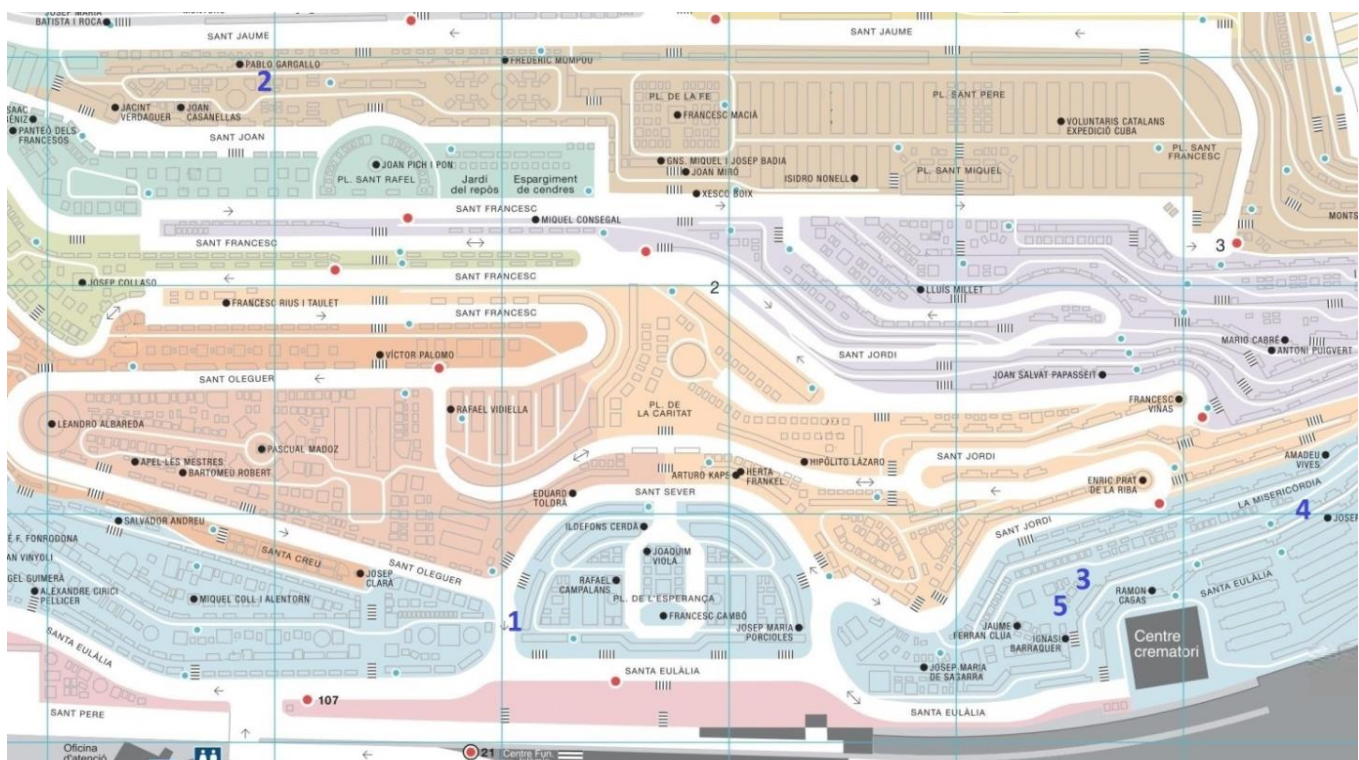 JOSEP MARIA
BATISTA I ROCA
SANT JAUME
SANT JAUME
PABLO GARGALLO
FREDERIC MOMPOU
2
JACINT
VERDAGUER
JOAN
CASANELLAS
PL. DE LA FE
FRANCESC MACIÀ
PL. SANT PERE
VOLUNTARIS CATALANS
EXPEDICIÓ CUBA
PANTEÓ DELS
FRANCESOS
SANT JOAN
PL. SANT
FRANCESC
JOAN PICH I PON
PL. SANT RAFEL
Jardí
del repòs
Espargiment
de cendres
GNS. MIQUEL I JOSEP BADIA
JOAN MIRÓ
XESCO BOIX
ISIDRO NONELL
PL. SANT MIQUEL
SANT FRANCESC
MIQUEL CONSEGAL
MONTS
SANT FRANCESC
3
JOSEP COLLASO
SANT FRANCESC
2
LLUÍS MILLET
FRANCESC RIUS I TAULET
SANT FRANCESC
VÍCTOR PALOMO
SANT JORDI
MARIO CABRÉ
ANTONI PUIGVERT
SANT OLEGUER
JOAN SALVAT PAPASSEIT
LEANDRO ALBAREDA
RAFAEL VIDIELLA
PL. DE
LA CARITAT
FRANCESC
VIÑAS
PASCUAL MADOZ
APEL·LES MESTRES
BARTOMEU ROBERT
HIPÓLITO LÁZARO
SANT JORDI
AMADEU
VIVES
ARTURO KAPS
HERTA
FRANKEL
EDUARD
TOLDRÀ
SANT SEVER
ENRIC PRAT
DE LA RIBA
LA MISERICÒRDIA
4
JOSEP
SALVADOR ANDREU
ILDEFONS CERDÀ
SANT JORDI
É F. FONRODONA
AN VINYOLI
SANTA CREU
SANT OLEGUER
JOAQUIM
VIOLA
GEL GUIMERÀ
ALEXANDRE CIRICI
PELLICER
JOSEP
CLARÀ
RAFAEL
CAMPALANS
3
RAMON
CAGAS
SANTA EULÀLIA
MIQUEL COLL I ALENTORN
PL. DE L'ESPERANÇA
5
1
FRANCESC CAMBÓ
JOSEP MARIA
PORCIOLES
JAUME
FERRAN CLUA
IGNASI
BARRAQUER
Centre
crematori
SANTA EULÀLIA
SANTA EULÀLIA
JOSEP MARIA
DE SAGARRA
107
SANT PERE
SANTA EULÀLIA
Oficina
d'atenció
21
Centre Fun.